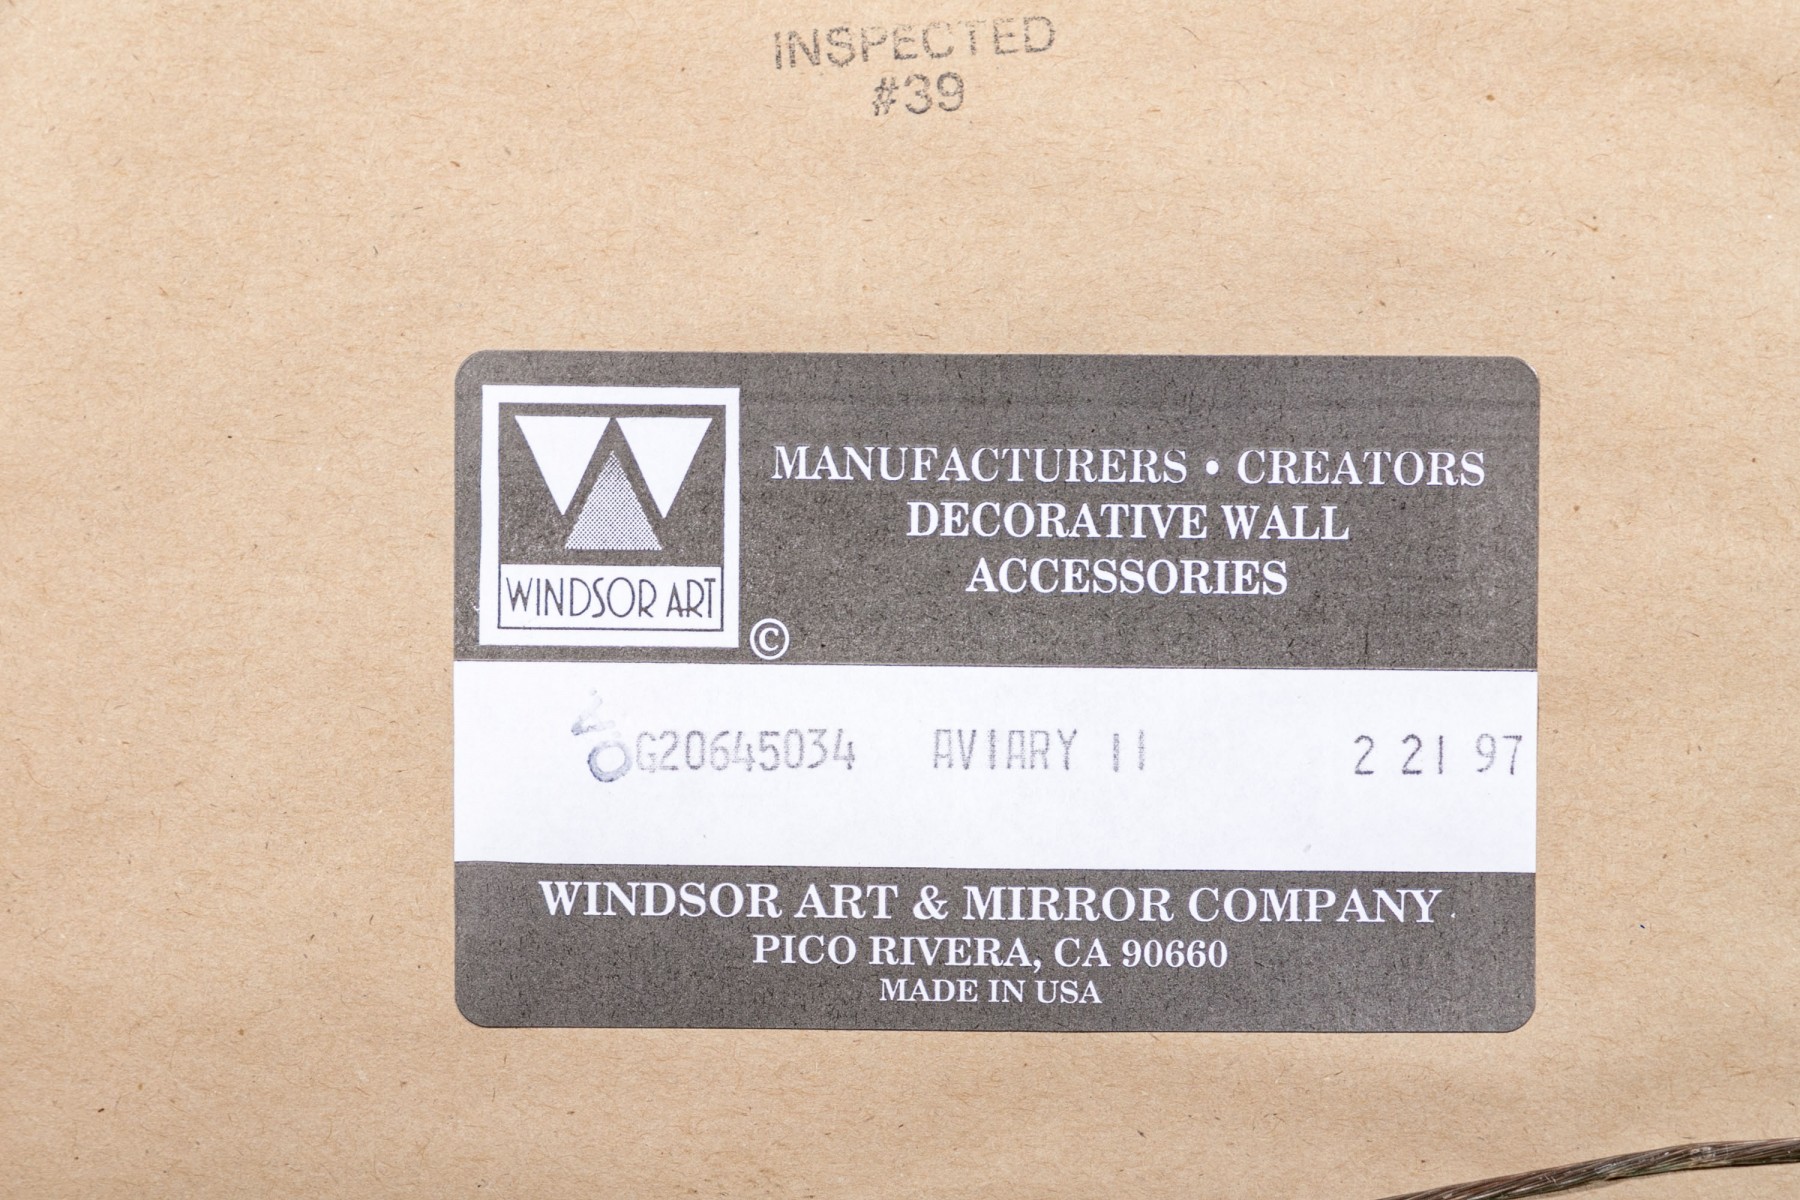 INSPECTED
#39
MANUFACTURERS • CREATORS
DECORATIVE WALL
ACCESSORIES
WINDSOR ART
©
G20645034 AVIARY II 2 21 97
WINDSOR ART & MIRROR COMPANY
PICO RIVERA, CA 90660
MADE IN USA